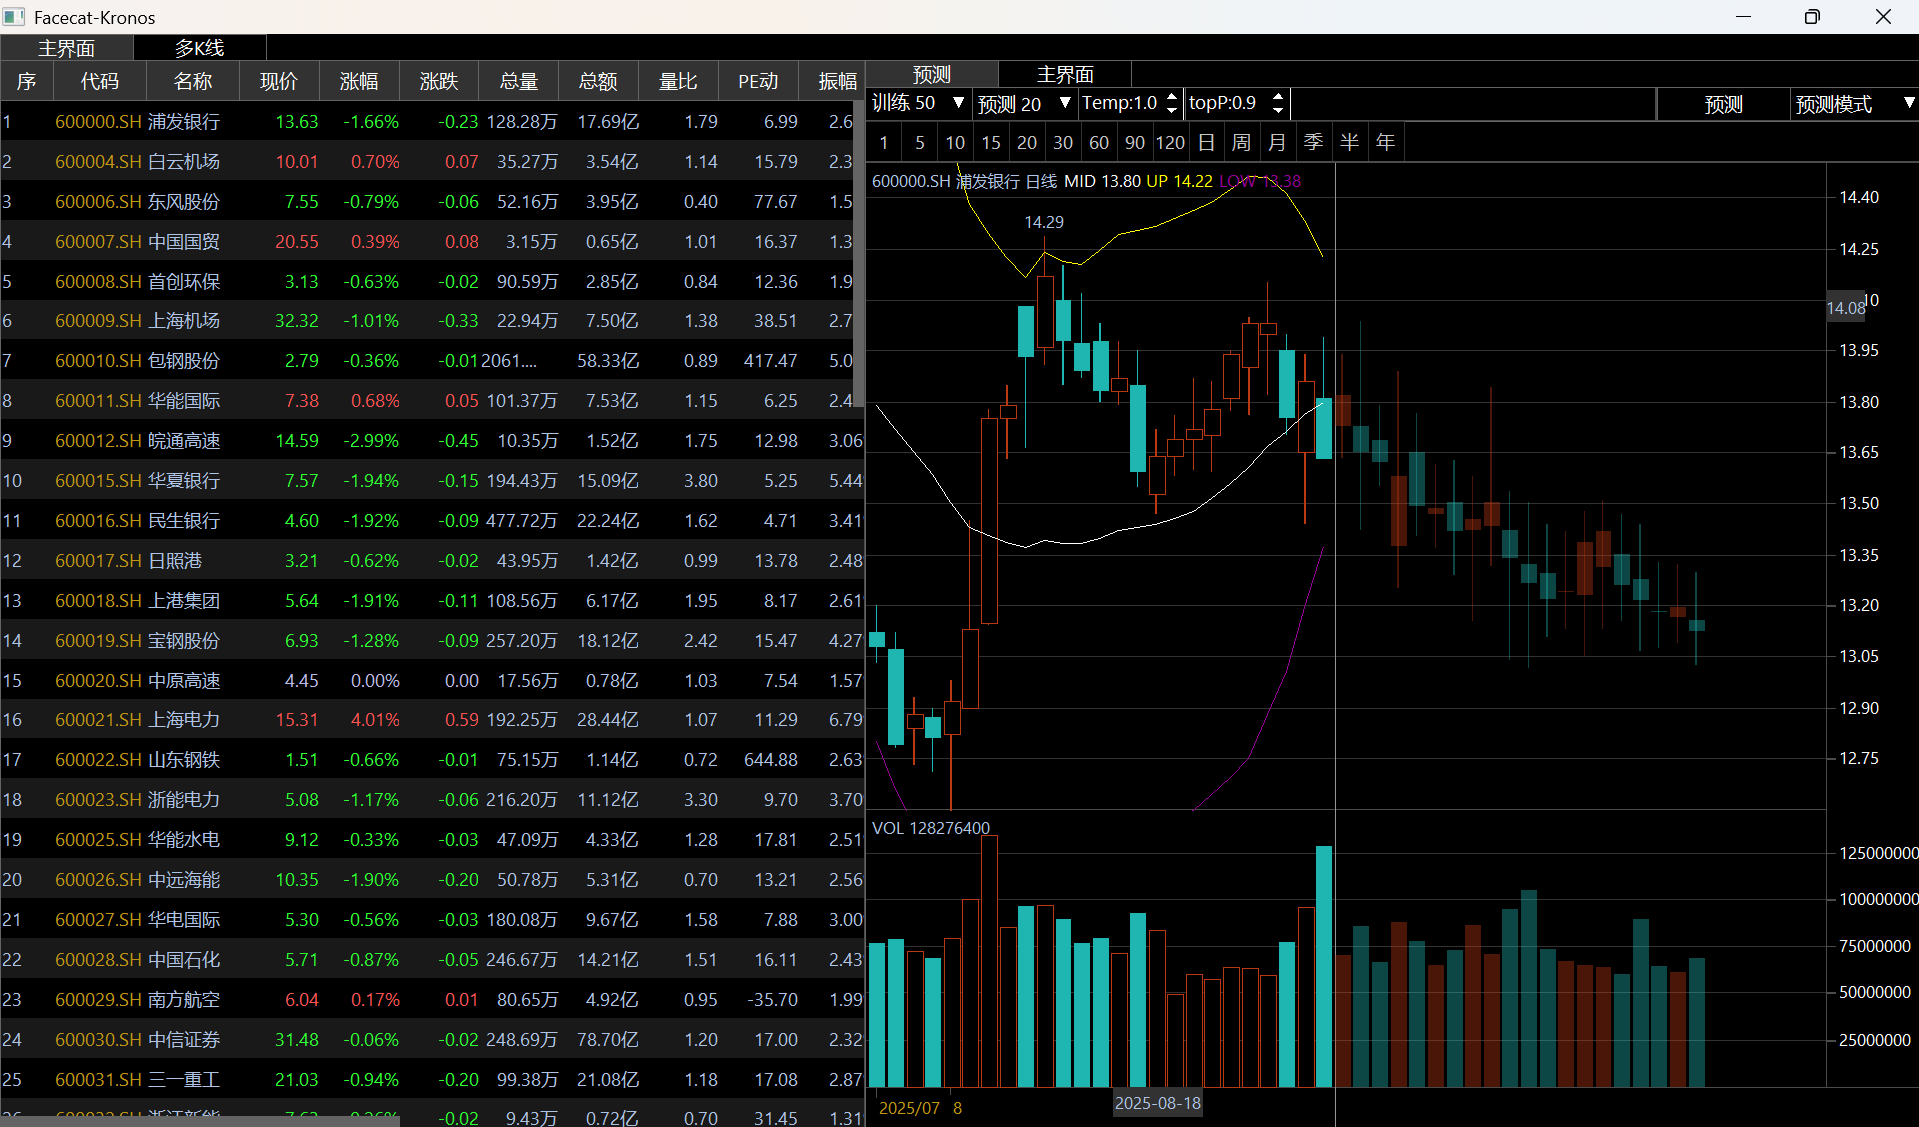 Facecat-Kronos
主界面 多K线
序 代码 名称 现价 涨幅 涨跌 总量 总额 量比 PE动 振幅
1 600000.SH 浦发银行 13.63 -1.66% -0.23 128.28万 17.69亿 1.79 6.99 2.6
2 600004.SH 白云机场 10.01 0.70% 0.07 35.27万 3.54亿 1.14 15.79 2.3
3 600006.SH 东风股份 7.55 -0.79% -0.06 52.16万 3.95亿 0.40 77.67 1.5
4 600007.SH 中国国贸 20.55 0.39% 0.08 3.15万 0.65亿 1.01 16.37 1.3
5 600008.SH 首创环保 3.13 -0.63% -0.02 90.59万 2.85亿 0.84 12.36 1.9
6 600009.SH 上海机场 32.32 -1.01% -0.33 22.94万 7.50亿 1.38 38.51 2.7
7 600010.SH 包钢股份 2.79 -0.36% -0.01 2061.... 58.33亿 0.89 417.47 5.0
8 600011.SH 华能国际 7.38 0.68% 0.05 101.37万 7.53亿 1.15 6.25 2.4
9 600012.SH 皖通高速 14.59 -2.99% -0.45 10.35万 1.52亿 1.75 12.98 3.06
10 600015.SH 华夏银行 7.57 -1.94% -0.15 194.43万 15.09亿 3.80 5.25 5.44
11 600016.SH 民生银行 4.60 -1.92% -0.09 477.72万 22.24亿 1.62 4.71 3.41
12 600017.SH 日照港 3.21 -0.62% -0.02 43.95万 1.42亿 0.99 13.78 2.48
13 600018.SH 上港集团 5.64 -1.91% -0.11 108.56万 6.17亿 1.95 8.17 2.61
14 600019.SH 宝钢股份 6.93 -1.28% -0.09 257.20万 18.12亿 2.42 15.47 4.27
15 600020.SH 中原高速 4.45 0.00% 0.00 17.56万 0.78亿 1.03 7.54 1.57
16 600021.SH 上海电力 15.31 4.01% 0.59 192.25万 28.44亿 1.07 11.29 6.79
17 600022.SH 山东钢铁 1.51 -0.66% -0.01 75.15万 1.14亿 0.72 644.88 2.63
18 600023.SH 浙能电力 5.08 -1.17% -0.06 216.20万 11.12亿 3.30 9.70 3.70
19 600025.SH 华能水电 9.12 -0.33% -0.03 47.09万 4.33亿 1.28 17.81 2.51
20 600026.SH 中远海能 10.35 -1.90% -0.20 50.78万 5.31亿 0.70 13.21 2.56
21 600027.SH 华电国际 5.30 -0.56% -0.03 180.08万 9.67亿 1.58 7.88 3.00
22 600028.SH 中国石化 5.71 -0.87% -0.05 246.67万 14.21亿 1.51 16.11 2.43
23 600029.SH 南方航空 6.04 0.17% 0.01 80.65万 4.92亿 0.95 -35.70 1.99
24 600030.SH 中信证券 31.48 -0.06% -0.02 248.69万 78.70亿 1.20 17.00 2.32
25 600031.SH 三一重工 21.03 -0.94% -0.20 99.38万 21.08亿 1.18 17.08 2.87
-0.02 9.43万 0.72亿 0.70 31.45 1.31
预测 主界面
训练 50 ▼ 预测 20 ▼ Temp:1.0 topP:0.9 预测 预测模式 ▼
1 5 10 15 20 30 60 90 120 日 周 月 季 半 年
600000.SH 浦发银行 日线 MID 13.80 UP 14.22 LOW 13.38
14.29
14.40
14.25
14.08
10
13.95
13.80
13.65
13.50
13.35
13.20
13.05
12.90
12.75
VOL 128276400
125000000
100000000
75000000
50000000
25000000
2025/07 8 2025-08-18